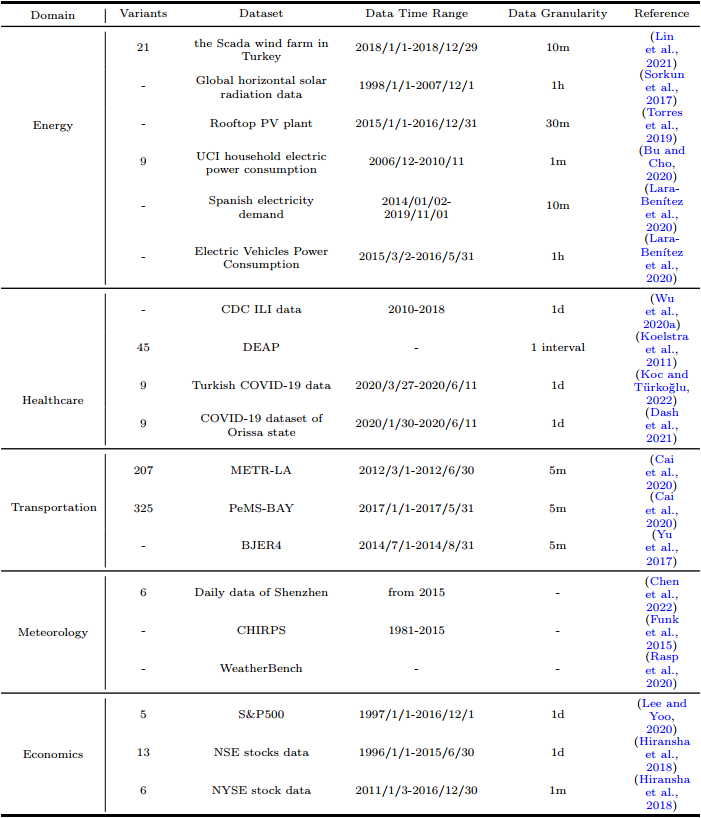 Domain Variants Dataset Data Time Range Data Granularity Reference
Energy
21 the Scada wind farm in Turkey 2018/1/1-2018/12/29 10m (Lin et al., 2021)
- Global horizontal solar radiation data 1998/1/1-2007/12/1 1h (Sorkun et al., 2017)
- Rooftop PV plant 2015/1/1-2016/12/31 30m (Torres et al., 2019)
9 UCI household electric power consumption 2006/12-2010/11 1m (Bu and Cho, 2020)
- Spanish electricity demand 2014/01/02-2019/11/01 10m (Lara-Benítez et al., 2020)
- Electric Vehicles Power Consumption 2015/3/2-2016/5/31 1h (Lara-Benítez et al., 2020)
Healthcare
- CDC ILI data 2010-2018 1d (Wu et al., 2020a)
45 DEAP - 1 interval (Koelstra et al., 2011)
9 Turkish COVID-19 data 2020/3/27-2020/6/11 1d (Koc and Türkoğlu, 2022)
9 COVID-19 dataset of Orissa state 2020/1/30-2020/6/11 1d (Dash et al., 2021)
Transportation
207 METR-LA 2012/3/1-2012/6/30 5m (Cai et al., 2020)
325 PeMS-BAY 2017/1/1-2017/5/31 5m (Cai et al., 2020)
- BJER4 2014/7/1-2014/8/31 5m (Yu et al., 2017)
Meteorology
6 Daily data of Shenzhen from 2015 - (Chen et al., 2022)
- CHIRPS 1981-2015 - (Funk et al., 2015)
- WeatherBench - - (Rasp et al., 2020)
Economics
5 S&P500 1997/1/1-2016/12/1 1d (Lee and Yoo, 2020)
13 NSE stocks data 1996/1/1-2015/6/30 1d (Hiransha et al., 2018)
6 NYSE stock data 2011/1/3-2016/12/30 1m (Hiransha et al., 2018)